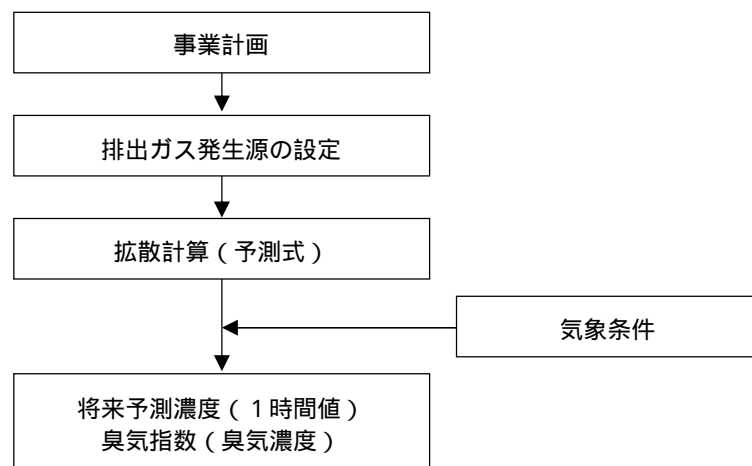 事業計画
排出ガス発生源の設定
拡散計算(予測式)
気象条件
将来予測濃度(1時間値)
臭気指数(臭気濃度)